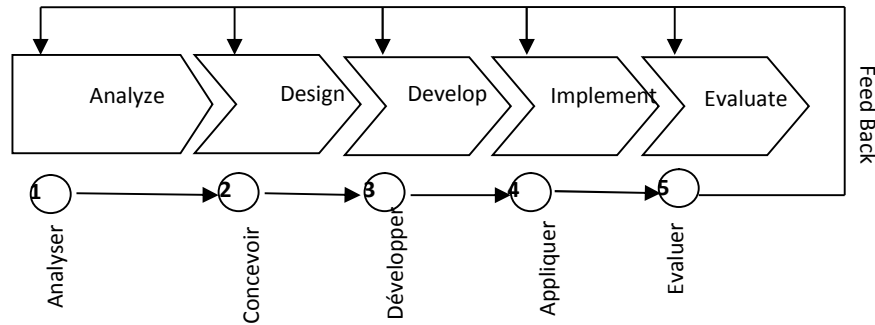 Analyze
Design
Develop
Implement
Evaluate
Feed Back
1
2
3
4
5
Analyser
Concevoir
Développer
Appliquer
Evaluer